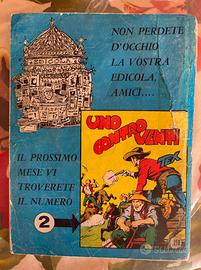 EDICOLA
NON PERDETE
D'OCCHIO
LA VOSTRA
EDICOLA,
AMICI....
UNO
CONTRO
VENTI
TEX
IL PROSSIMO
MESE VI
TROVERETE
IL NUMERO
2